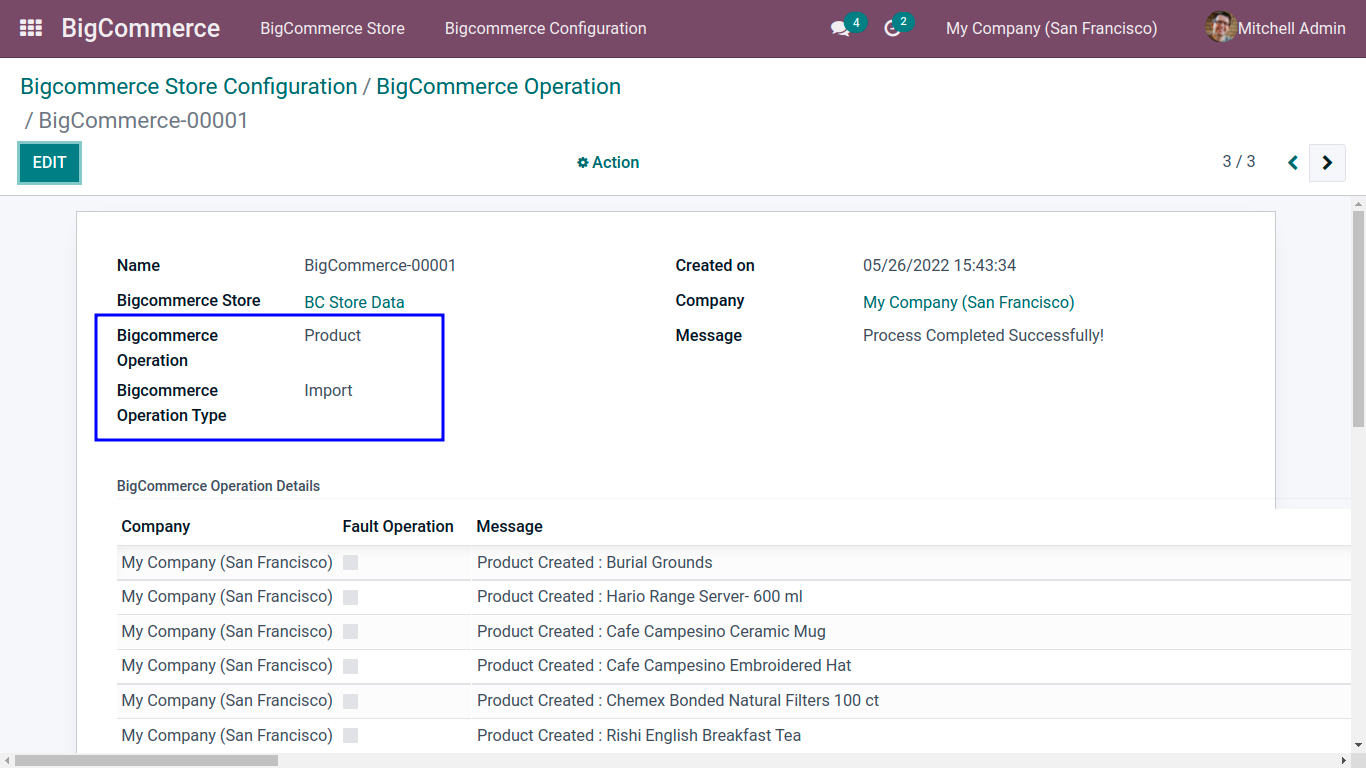 BigCommerce BigCommerce Store Bigcommerce Configuration 4 2 My Company (San Francisco) Mitchell Admin
Bigcommerce Store Configuration / BigCommerce Operation
/ BigCommerce-00001
EDIT Action 3 / 3
Name BigCommerce-00001 Created on 05/26/2022 15:43:34
Bigcommerce Store BC Store Data Company My Company (San Francisco)
Bigcommerce Product Message Process Completed Successfully!
Operation
Bigcommerce Import
Operation Type
BigCommerce Operation Details
Company Fault Operation Message
My Company (San Francisco) Product Created : Burial Grounds
My Company (San Francisco) Product Created : Hario Range Server- 600 ml
My Company (San Francisco) Product Created : Cafe Campesino Ceramic Mug
My Company (San Francisco) Product Created : Cafe Campesino Embroidered Hat
My Company (San Francisco) Product Created : Chemex Bonded Natural Filters 100 ct
My Company (San Francisco) Product Created : Rishi English Breakfast Tea